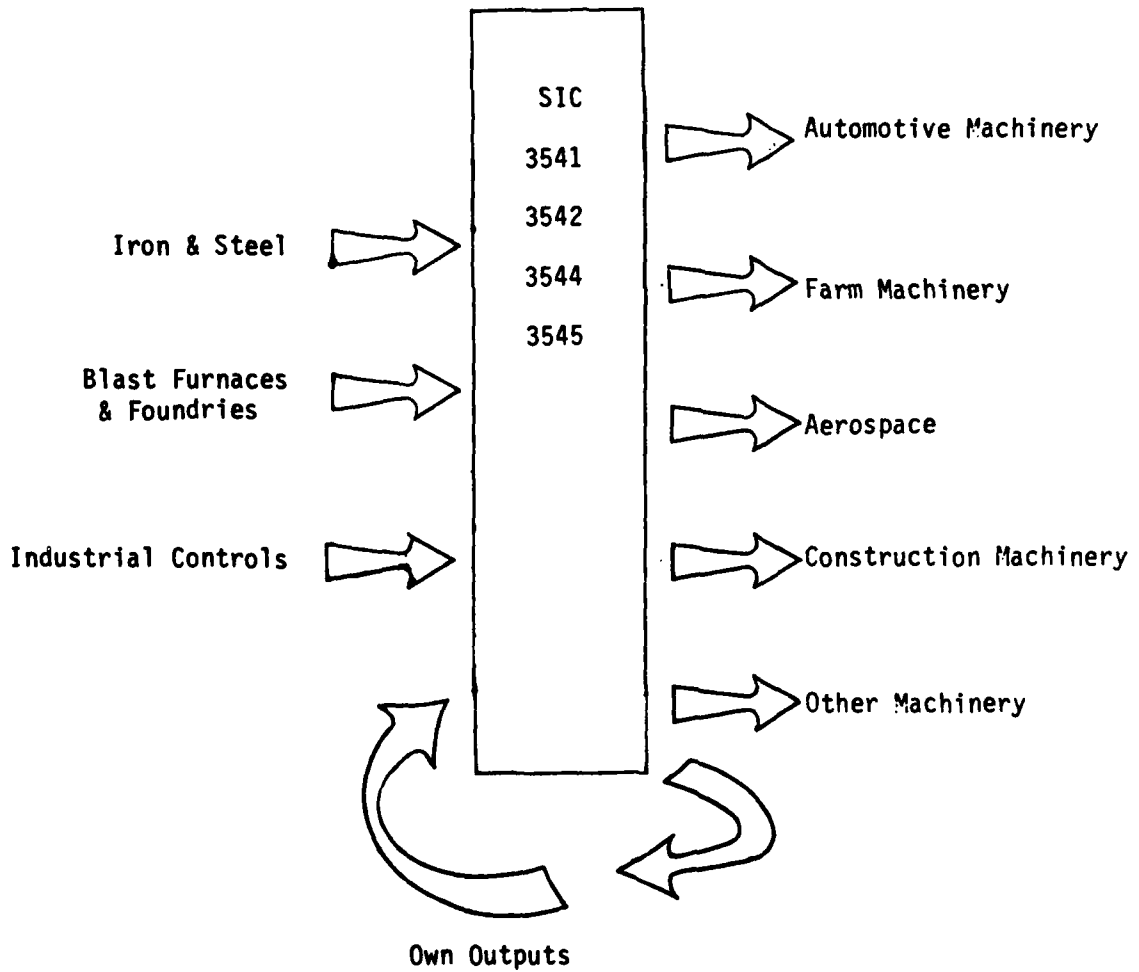 SIC
3541
3542
3544
3545
Iron & Steel
Blast Furnaces
& Foundries
Industrial Controls
Automotive Machinery
Farm Machinery
Aerospace
Construction Machinery
Other Machinery
Own Outputs